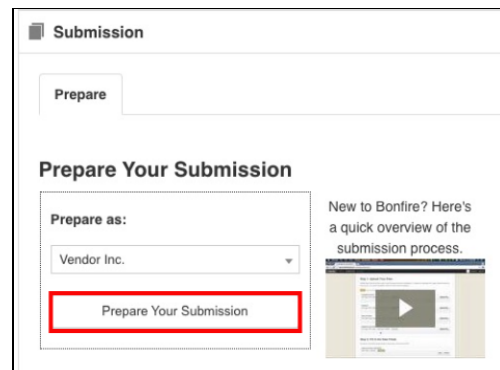 Submission
Prepare
Prepare Your Submission
Prepare as:
Vendor Inc.
Prepare Your Submission
New to Bonfire? Here's
a quick overview of the
submission process.